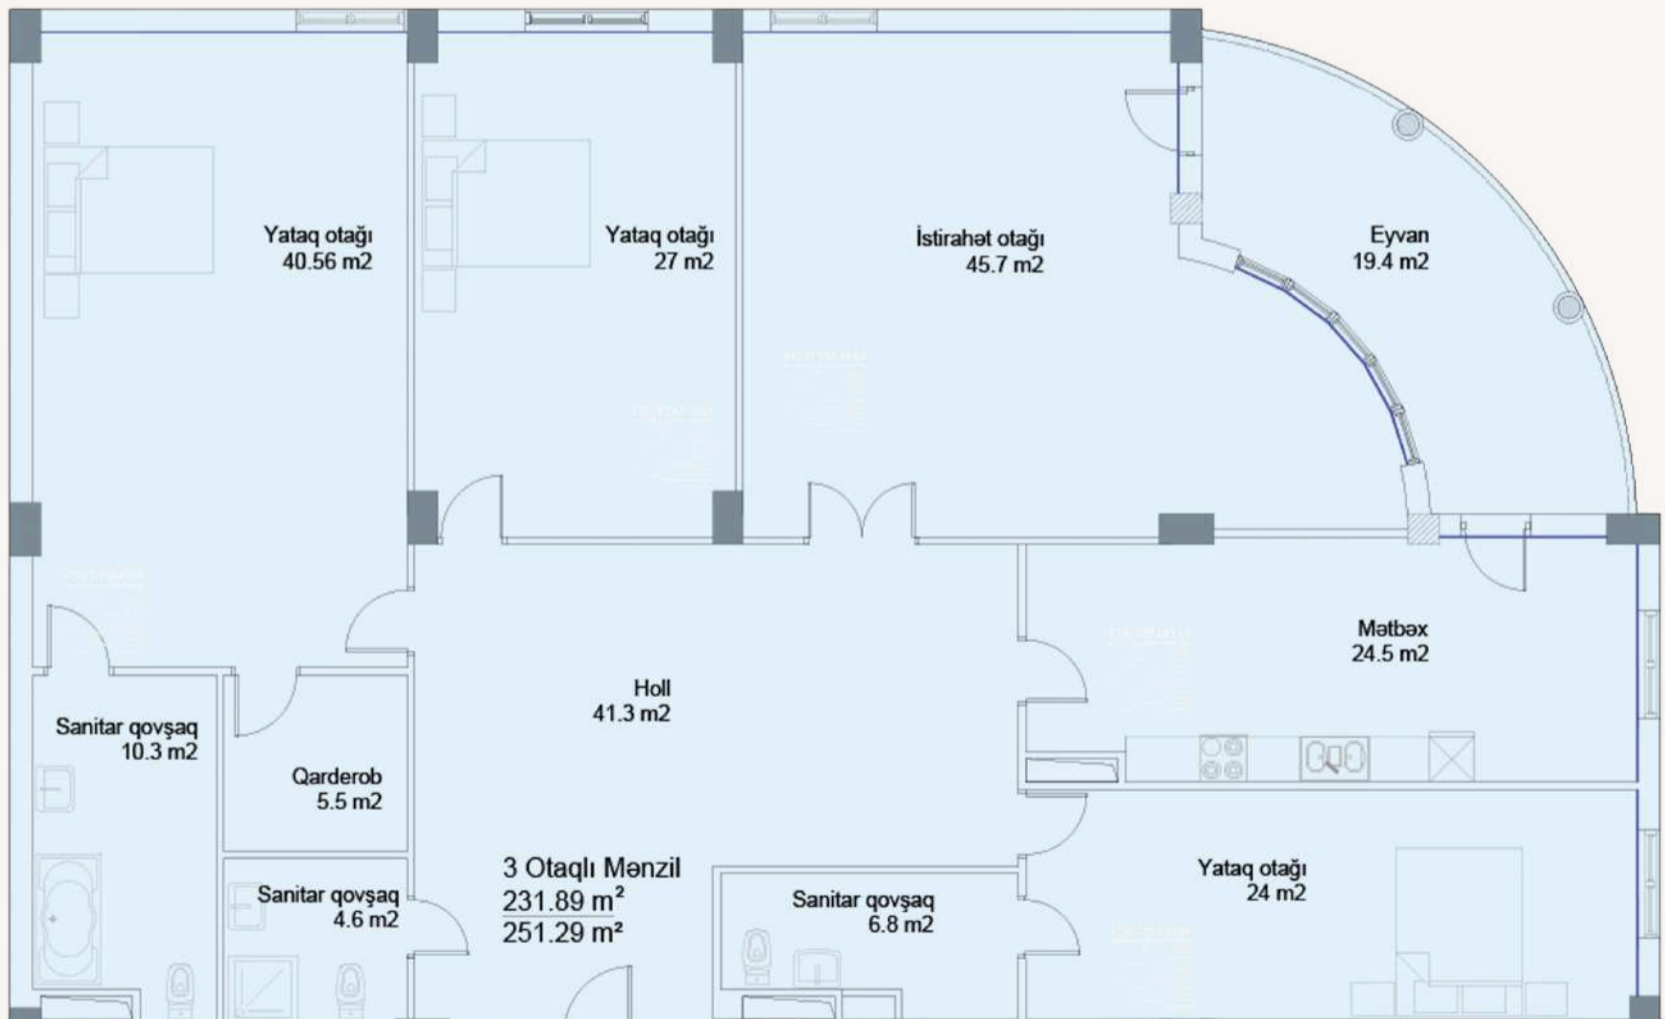 Yataq otağı
40.56 m2
Yataq otağı
27 m2
İstirahət otağı
45.7 m2
Eyvan
19.4 m2
Mətbəx
24.5 m2
Holl
41.3 m2
Sanitar qovşaq
10.3 m2
Qarderob
5.5 m2
3 Otaqlı Mənzil
231.89 m²
251.29 m²
Sanitar qovşaq
4.6 m2
Sanitar qovşaq
6.8 m2
Yataq otağı
24 m2